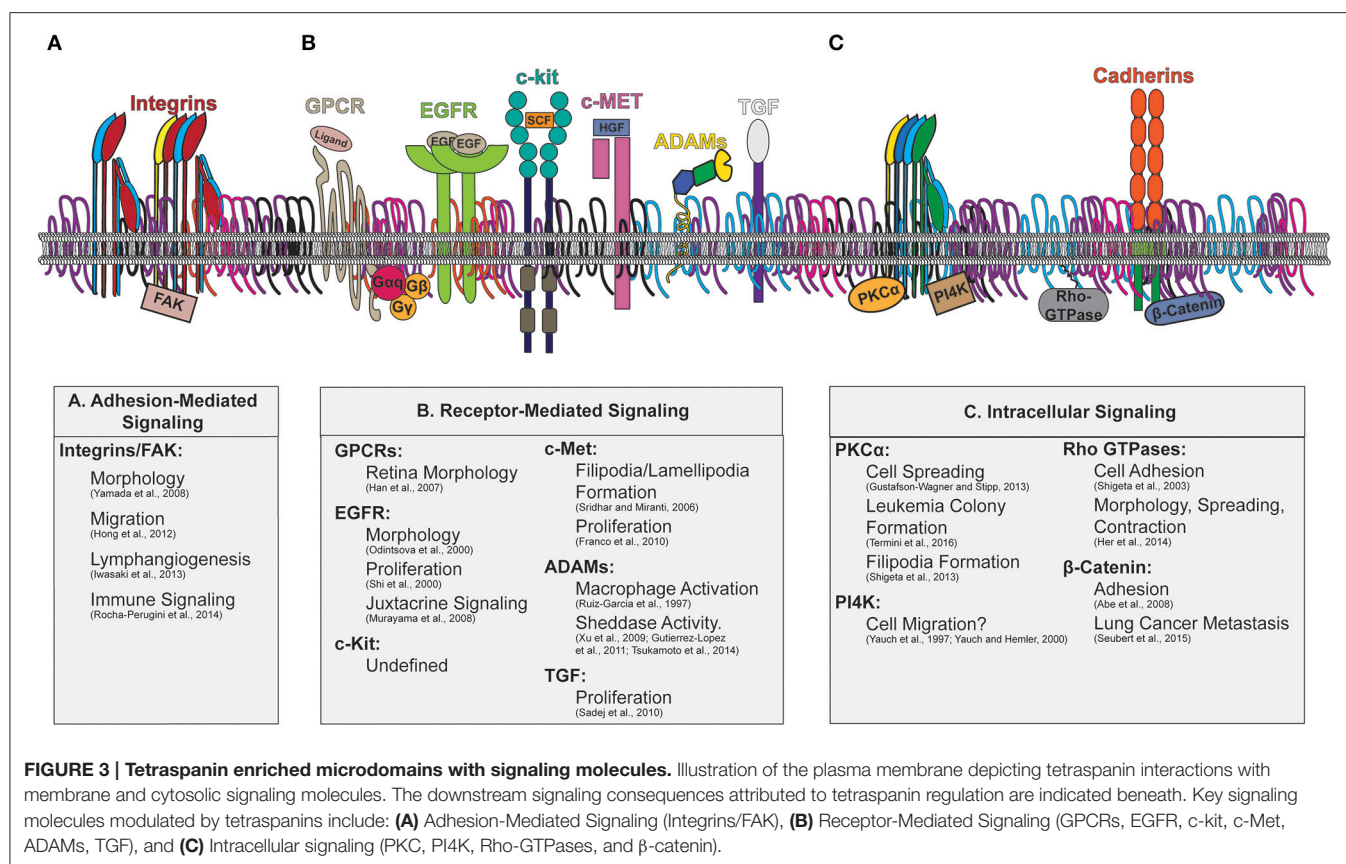 A
B
C
Integrins
GPCR
Ligand
EGFR
EGF
EGF
c-kit
SCF
c-MET
HGF
ADAMs
TGF
Cadherins
FAK
Gαq
Gβ
Gγ
PKCα
PI4K
Rho-
GTPase
β-Catenin
A. Adhesion-Mediated
Signaling
Integrins/FAK:
Morphology
(Yamada et al., 2008)
Migration
(Hong et al., 2012)
Lymphangiogenesis
(Iwasaki et al., 2013)
Immune Signaling
(Rocha-Perugini et al., 2014)
B. Receptor-Mediated Signaling
GPCRs:
Retina Morphology
(Han et al., 2007)
EGFR:
Morphology
(Odintsova et al., 2000)
Proliferation
(Shi et al., 2000)
Juxtacrine Signaling
(Murayama et al., 2008)
c-Kit:
Undefined
c-Met:
Filipodia/Lamellipodia
Formation
(Sridhar and Miranti, 2006)
Proliferation
(Franco et al., 2010)
ADAMs:
Macrophage Activation
(Ruiz-Garcia et al., 1997)
Sheddase Activity.
(Xu et al., 2009; Gutierrez-Lopez
et al., 2011; Tsukamoto et al., 2014)
TGF:
Proliferation
(Sadej et al., 2010)
C. Intracellular Signaling
PKCα:
Cell Spreading
(Gustafson-Wagner and Stipp, 2013)
Leukemia Colony
Formation
(Termini et al., 2016)
Filipodia Formation
(Shigeta et al., 2013)
PI4K:
Cell Migration?
(Yauch et al., 1997; Yauch and Hemler, 2000)
Rho GTPases:
Cell Adhesion
(Shigeta et al., 2003)
Morphology, Spreading,
Contraction
(Her et al., 2014)
β-Catenin:
Adhesion
(Abe et al., 2008)
Lung Cancer Metastasis
(Seubert et al., 2015)
FIGURE 3 | Tetraspanin enriched microdomains with signaling molecules. Illustration of the plasma membrane depicting tetraspanin interactions with
membrane and cytosolic signaling molecules. The downstream signaling consequences attributed to tetraspanin regulation are indicated beneath. Key signaling
molecules modulated by tetraspanins include: (A) Adhesion-Mediated Signaling (Integrins/FAK), (B) Receptor-Mediated Signaling (GPCRs, EGFR, c-kit, c-Met,
ADAMs, TGF), and (C) Intracellular signaling (PKC, PI4K, Rho-GTPases, and β-catenin).